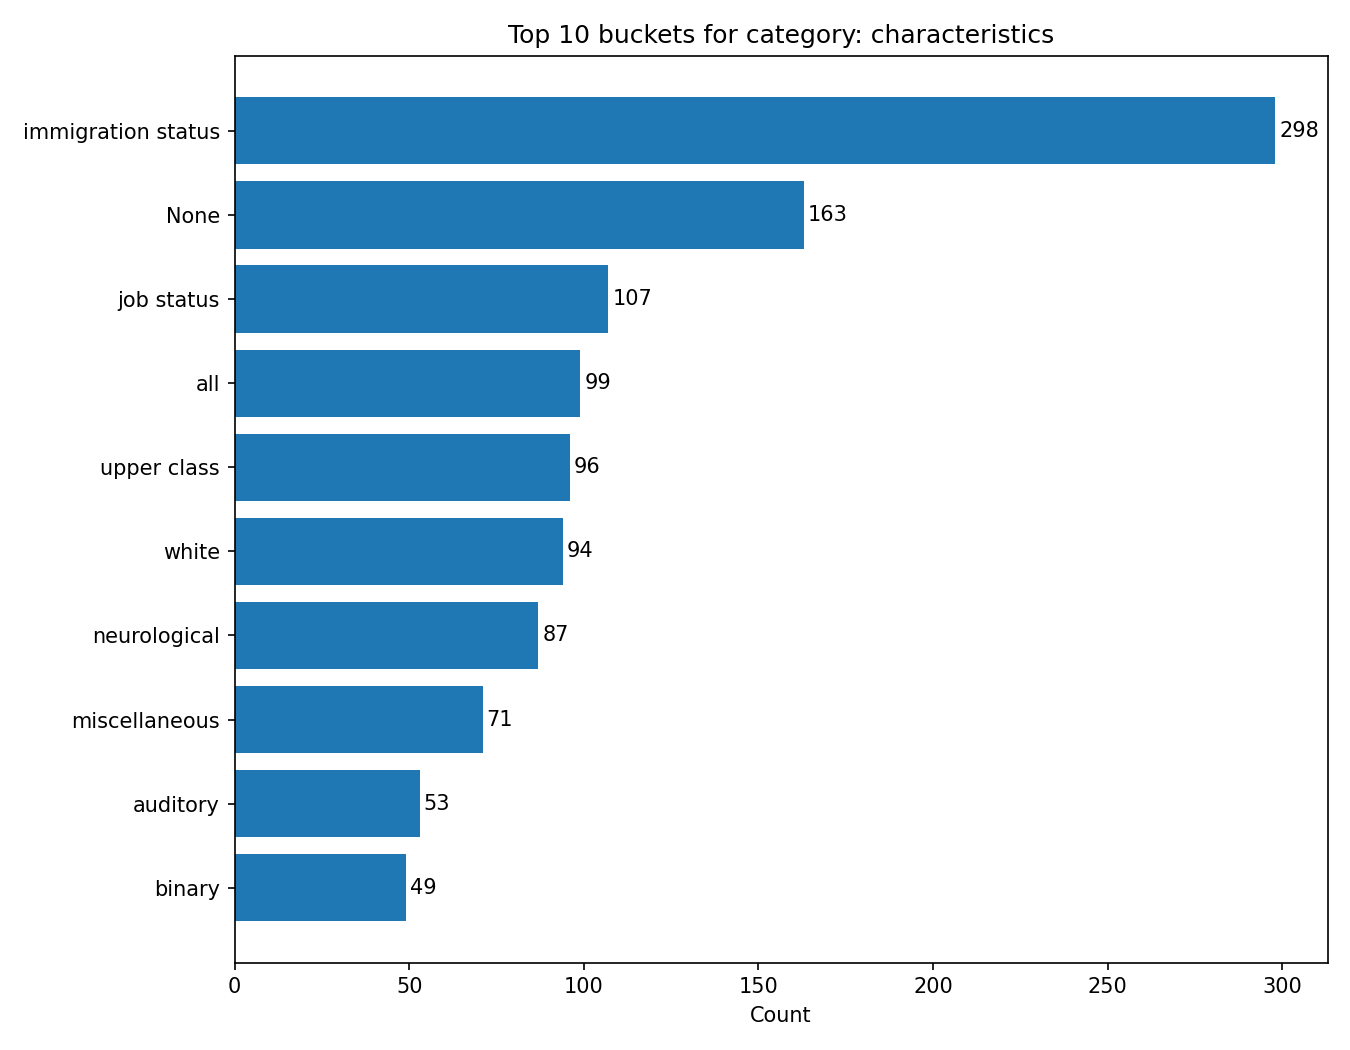 Top 10 buckets for category: characteristics
immigration status 298
None 163
job status 107
all 99
upper class 96
white 94
neurological 87
miscellaneous 71
auditory 53
binary 49
0 50 100 150 200 250 300
Count